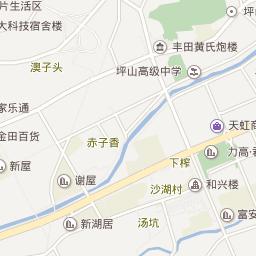 片生活区
大科技宿舍楼
丰田黄氏炮楼
澳子头
坪山高级中学
家乐通
天虹商
金田百货
赤子香
力高·君
新屋
下榨
谢屋
沙湖村
和兴楼
富安
新湖居
汤坑